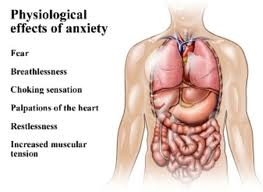 Physiological
effects of anxiety
Fear
Breathlessness
Choking sensation
Palpations of the heart
Restlessness
Increased muscular
tension